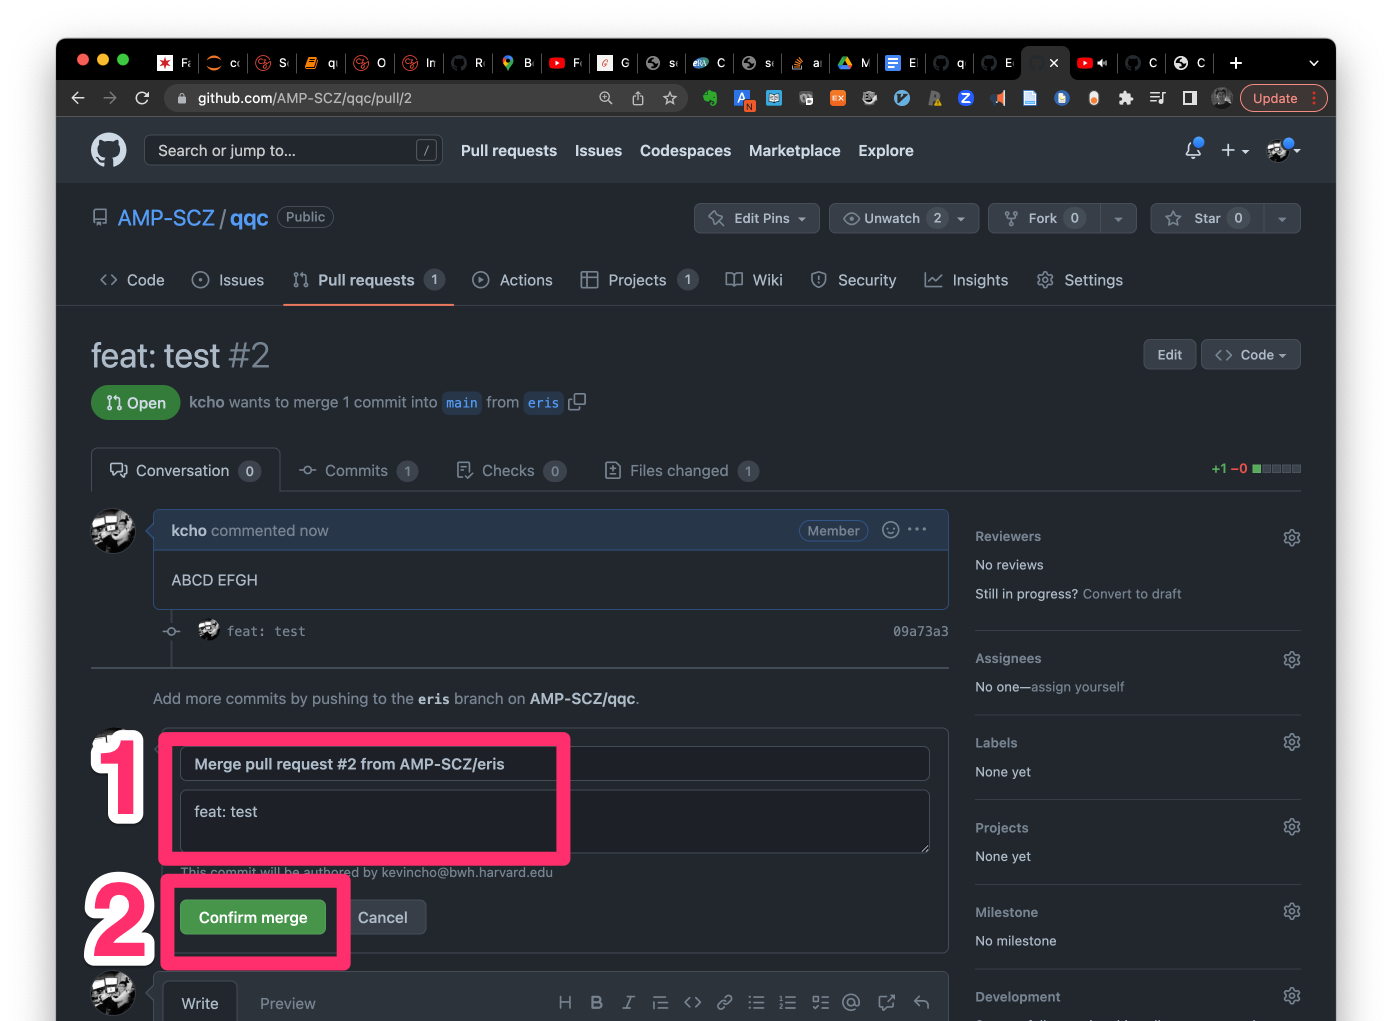 Fa cc S qu O In R B F G sc C sc a M E q E C C
github.com/AMP-SCZ/qqc/pull/2
A N EX Z
Update
Search or jump to... /
Pull requests Issues Codespaces Marketplace Explore
AMP-SCZ / qqc Public
Edit Pins Unwatch 2 Fork 0 Star 0
Code Issues Pull requests 1 Actions Projects 1 Wiki Security Insights Settings
feat: test #2
Edit <> Code
Open kcho wants to merge 1 commit into main from eris
Conversation 0 Commits 1 Checks 0 Files changed 1
+1 −0
kcho commented now
Member
ABCD EFGH
feat: test 09a73a3
Add more commits by pushing to the eris branch on AMP-SCZ/qqc.
1
Merge pull request #2 from AMP-SCZ/eris
feat: test
This commit will be authored by kevincho@bwh.harvard.edu
2
Confirm merge Cancel
Write Preview
H B I
Reviewers
No reviews
Still in progress? Convert to draft
Assignees
No one—assign yourself
Labels
None yet
Projects
None yet
Milestone
No milestone
Development